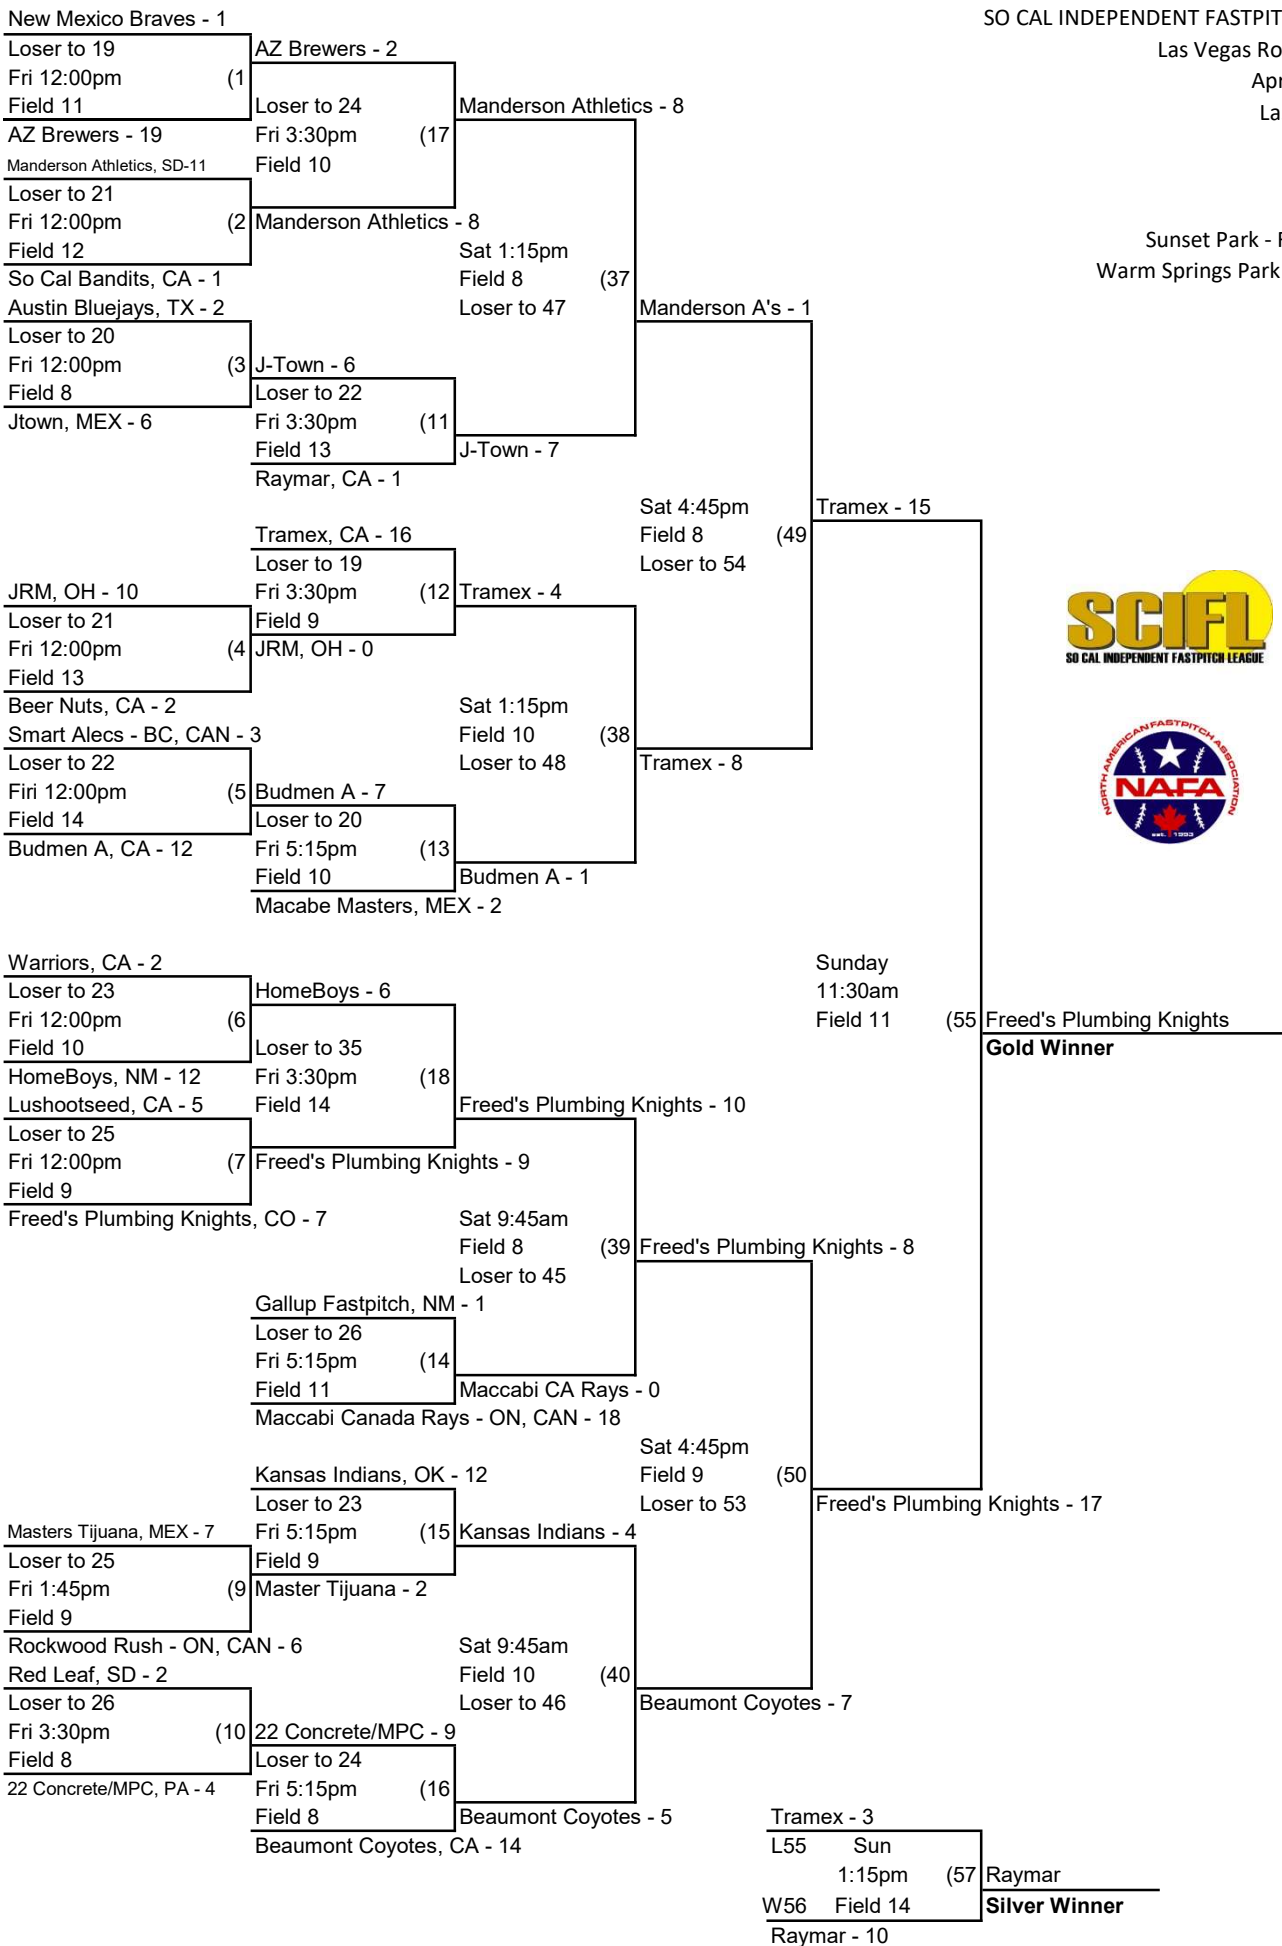 New Mexico Braves - 1
Loser to 19
Fri 12:00pm (1
Field 11
AZ Brewers - 19
Manderson Athletics, SD-11
Loser to 21
Fri 12:00pm (2
Field 12
So Cal Bandits, CA - 1
Austin Bluejays, TX - 2
Loser to 20
Fri 12:00pm (3
Field 8
Jtown, MEX - 6
JRM, OH - 10
Loser to 21
Fri 12:00pm (4
Field 13
Beer Nuts, CA - 2
Smart Alecs - BC, CAN - 3
Loser to 22
Firi 12:00pm (5
Field 14
Budmen A, CA - 12
Warriors, CA - 2
Loser to 23
Fri 12:00pm (6
Field 10
HomeBoys, NM - 12
Lushootseed, CA - 5
Loser to 25
Fri 12:00pm (7
Field 9
Freed's Plumbing Knights, CO - 7
Masters Tijuana, MEX - 7
Loser to 25
Fri 1:45pm (9
Field 9
Rockwood Rush - ON, CAN - 6
Red Leaf, SD - 2
Loser to 26
Fri 3:30pm (10
Field 8
22 Concrete/MPC, PA - 4
AZ Brewers - 2
Loser to 24
Fri 3:30pm (17
Field 10
Manderson Athletics - 8
J-Town - 6
Loser to 22
Fri 3:30pm (11
Field 13
Raymar, CA - 1
Tramex, CA - 16
Loser to 19
Fri 3:30pm (12
Field 9
JRM, OH - 0
Budmen A - 7
Loser to 20
Fri 5:15pm (13
Field 10
Macabe Masters, MEX - 2
HomeBoys - 6
Loser to 35
Fri 3:30pm (18
Field 14
Freed's Plumbing Knights - 9
Gallup Fastpitch, NM - 1
Loser to 26
Fri 5:15pm (14
Field 11
Maccabi Canada Rays - ON, CAN - 18
Kansas Indians, OK - 12
Loser to 23
Fri 5:15pm (15
Field 9
Master Tijuana - 2
22 Concrete/MPC - 9
Loser to 24
Fri 5:15pm (16
Field 8
Beaumont Coyotes, CA - 14
Manderson Athletics - 8
Sat 1:15pm
Field 8 (37
Loser to 47
J-Town - 7
Tramex - 4
Sat 1:15pm
Field 10 (38
Loser to 48
Budmen A - 1
Freed's Plumbing Knights - 10
Sat 9:45am
Field 8 (39
Loser to 45
Maccabi CA Rays - 0
Kansas Indians - 4
Sat 9:45am
Field 10 (40
Loser to 46
Beaumont Coyotes - 5
Manderson A's - 1
Sat 4:45pm
Field 8 (49
Loser to 54
Tramex - 8
Freed's Plumbing Knights - 8
Sat 4:45pm
Field 9 (50
Loser to 53
Beaumont Coyotes - 7
Tramex - 15
Sunday
11:30am
Field 11 (55
Freed's Plumbing Knights - 17
Freed's Plumbing Knights
Gold Winner
Tramex - 3
L55 Sun
1:15pm (57
W56 Field 14
Raymar - 10
Raymar
Silver Winner
SO CAL INDEPENDENT FASTPIT
Las Vegas Ro
Apr
La
Sunset Park - F
Warm Springs Park
SCIFL
SO CAL INDEPENDENT FASTPITCH LEAGUE
NORTH AMERICAN FASTPITCH ASSOCIATION
NAFA
est. 1993